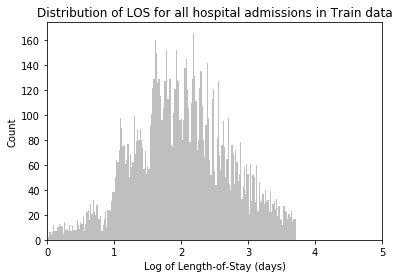 Distribution of LOS for all hospital admissions in Train data
160
140
120
100
80
60
40
20
0
Count
0 1 2 3 4 5
Log of Length-of-Stay (days)